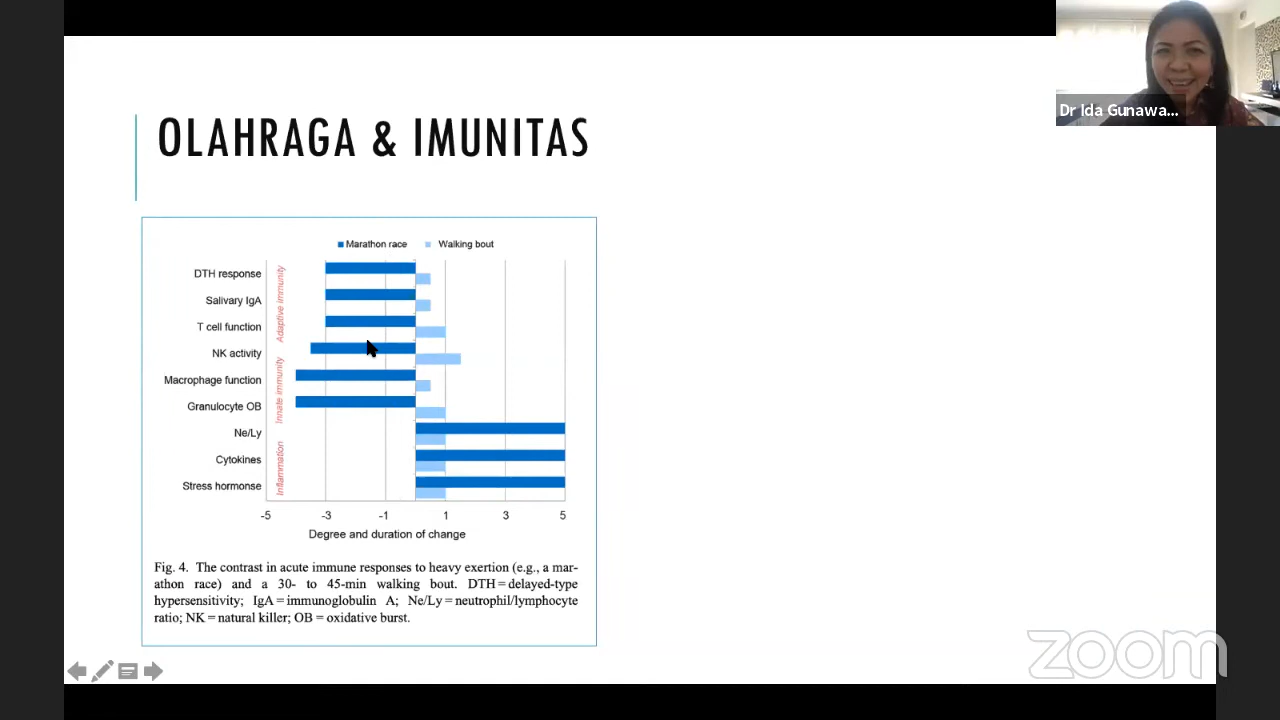 Dr Ida Gunawa...
OLAHRAGA & IMUNITAS
Marathon race
Walking bout
DTH response
Salivary IgA
T cell function
NK activity
Macrophage function
Granulocyte OB
Ne/Ly
Cytokines
Stress hormonse
Adaptive immunity
Innate immunity
Inflammation
-5 -3 -1 1 3 5
Degree and duration of change
Fig. 4. The contrast in acute immune responses to heavy exertion (e.g., a mar-
athon race) and a 30- to 45-min walking bout. DTH = delayed-type
hypersensitivity; IgA = immunoglobulin A; Ne/Ly = neutrophil/lymphocyte
ratio; NK = natural killer; OB = oxidative burst.
zoom